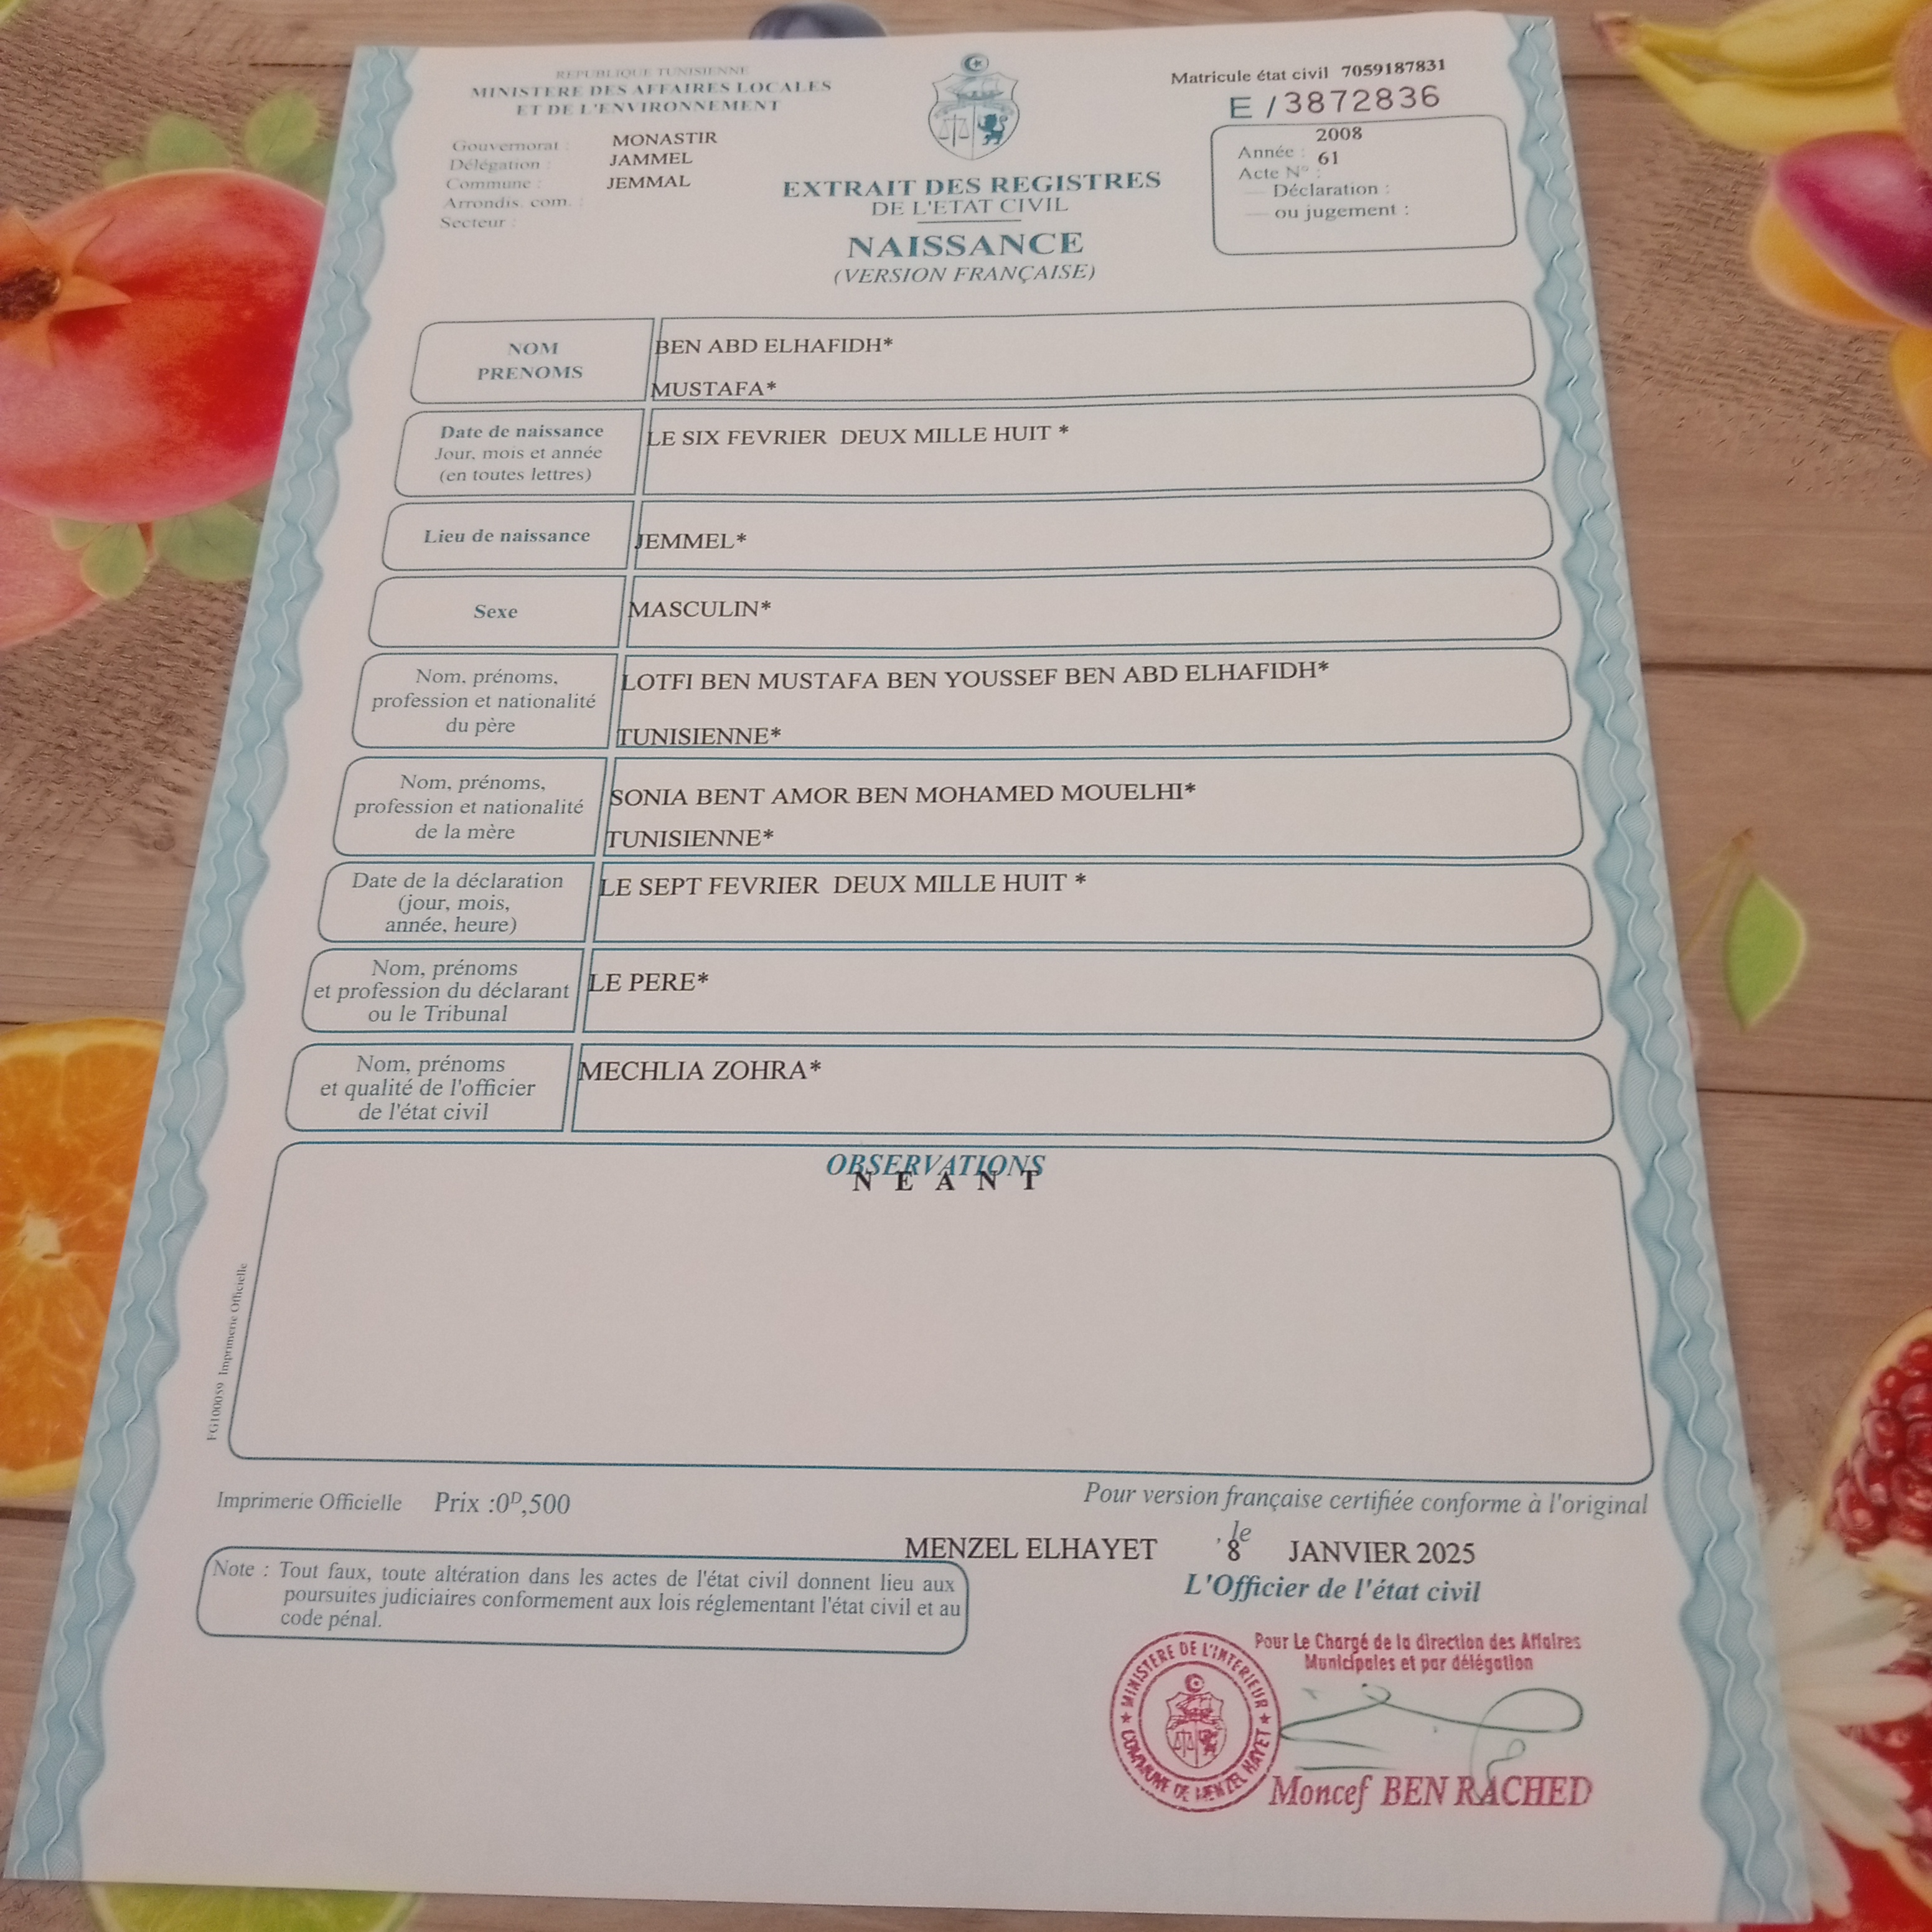 REPUBLIQUE TUNISIENNE
MINISTERE DES AFFAIRES LOCALES
ET DE L'ENVIRONNEMENT
Gouvernorat : MONASTIR
Délégation : JAMMEL
Commune : JEMMAL
Arrondis. com. :
Secteur :
EXTRAIT DES REGISTRES
DE L'ETAT CIVIL
NAISSANCE
(VERSION FRANÇAISE)
Matricule état civil 7059187831
E / 3872836
2008
Année :
61
Acte N° :
— Déclaration :
— ou jugement :
NOM
PRENOMS
BEN ABD ELHAFIDH*
MUSTAFA*
Date de naissance
Jour, mois et année
(en toutes lettres)
LE SIX FEVRIER DEUX MILLE HUIT *
Lieu de naissance
JEMMEL*
Sexe
MASCULIN*
Nom, prénoms,
profession et nationalité
du père
LOTFI BEN MUSTAFA BEN YOUSSEF BEN ABD ELHAFIDH*
TUNISIENNE*
Nom, prénoms,
profession et nationalité
de la mère
SONIA BENT AMOR BEN MOHAMED MOUELHI*
TUNISIENNE*
Date de la déclaration
(jour, mois,
année, heure)
LE SEPT FEVRIER DEUX MILLE HUIT *
Nom, prénoms
et profession du déclarant
ou le Tribunal
LE PERE*
Nom, prénoms
et qualité de l'officier
de l'état civil
MECHLIA ZOHRA*
OBSERVATIONS
N E A N T
FG100059 Imprimerie Officielle
Imprimerie Officielle Prix :0ᴰ,500
Pour version française certifiée conforme à l'original
MENZEL ELHAYET , le 8 JANVIER 2025
L'Officier de l'état civil
Note : Tout faux, toute altération dans les actes de l'état civil donnent lieu aux
poursuites judiciaires conformement aux lois réglementant l'état civil et au
code pénal.
Pour Le Chargé de la direction des Affaires
Municipales et par délégation
★ MINISTERE DE L'INTERIEUR ★
COMMUNE DE MENZEL HAYET
Moncef BEN RACHED